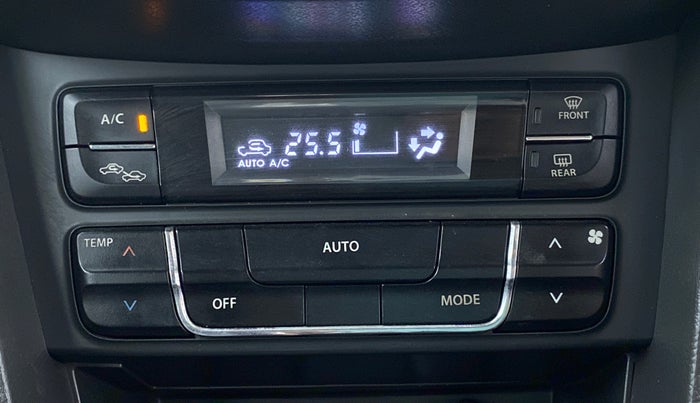 A/C
25.5
AUTO A/C
FRONT
REAR
TEMP
AUTO
OFF
MODE